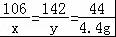 106/x = 142/y = 44/4.4g